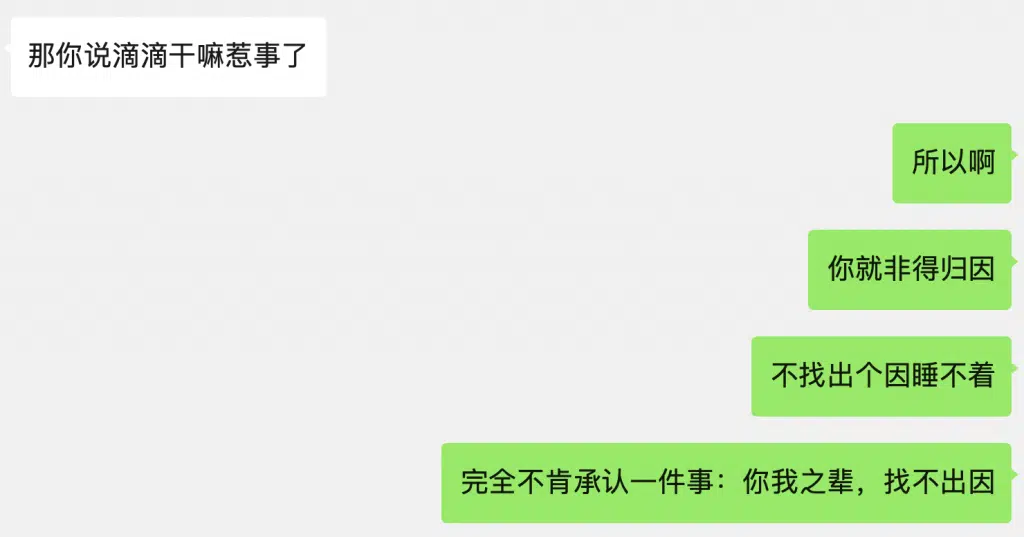 那你说滴滴干嘛惹事了
所以啊
你就非得归因
不找出个因睡不着
完全不肯承认一件事：你我之辈，找不出因